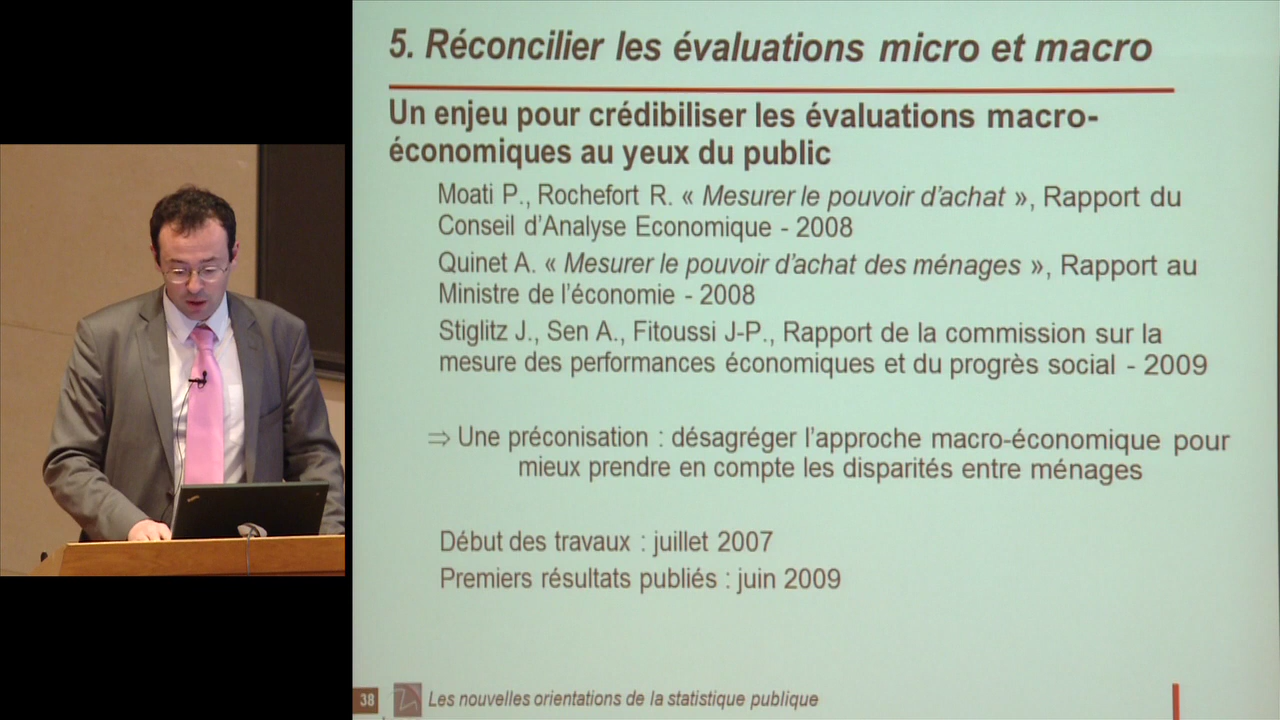 5. Réconcilier les évaluations micro et macro
Un enjeu pour crédibiliser les évaluations macro-
économiques au yeux du public
Moati P., Rochefort R. « Mesurer le pouvoir d'achat », Rapport du
Conseil d'Analyse Economique - 2008
Quinet A. « Mesurer le pouvoir d'achat des ménages », Rapport au
Ministre de l'économie - 2008
Stiglitz J., Sen A., Fitoussi J-P., Rapport de la commission sur la
mesure des performances économiques et du progrès social - 2009
⇒ Une préconisation : désagréger l'approche macro-économique pour
mieux prendre en compte les disparités entre ménages
Début des travaux : juillet 2007
Premiers résultats publiés : juin 2009
38 Les nouvelles orientations de la statistique publique